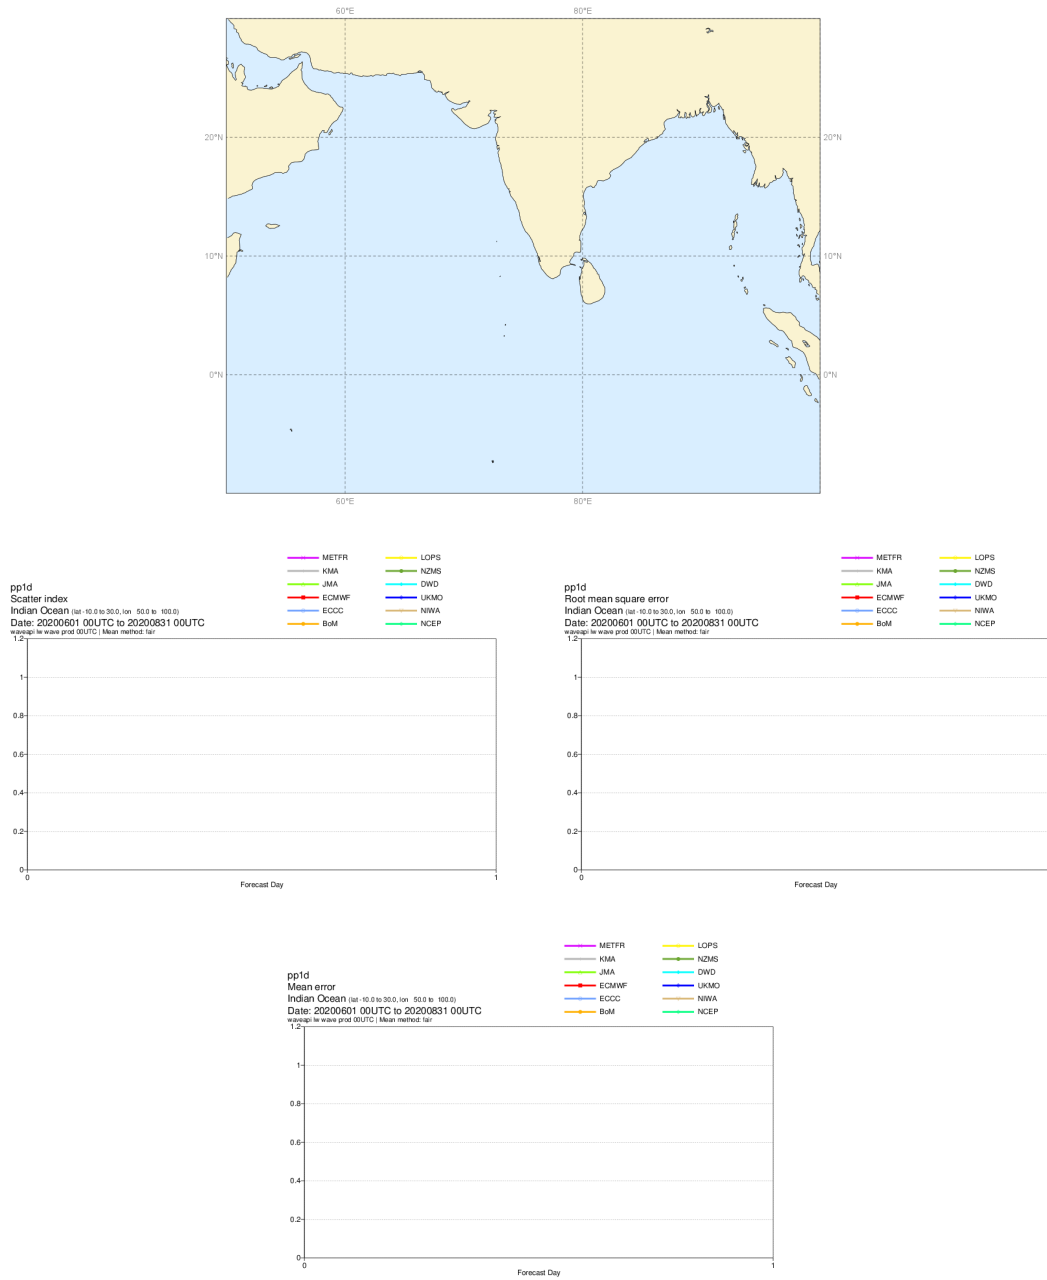 60°E 80°E
20°N 20°N
10°N 10°N
0°N 0°N
60°E 80°E
METFR LOPS
KMA NZMS
JMA DWD
ECMWF UKMO
ECCC NIWA
BoM NCEP
pp1d
Scatter index
Indian Ocean (lat -10.0 to 30.0, lon 50.0 to 100.0)
Date: 20200601 00UTC to 20200831 00UTC
waveapi lw wave prod 00UTC | Mean method: fair
1.2
1
0.8
0.6
0.4
0.2
0
0 1
Forecast Day
METFR LOPS
KMA NZMS
JMA DWD
ECMWF UKMO
ECCC NIWA
BoM NCEP
pp1d
Root mean square error
Indian Ocean (lat -10.0 to 30.0, lon 50.0 to 100.0)
Date: 20200601 00UTC to 20200831 00UTC
waveapi lw wave prod 00UTC | Mean method: fair
1.2
1
0.8
0.6
0.4
0.2
0
0
Forecast Day
METFR LOPS
KMA NZMS
JMA DWD
ECMWF UKMO
ECCC NIWA
BoM NCEP
pp1d
Mean error
Indian Ocean (lat -10.0 to 30.0, lon 50.0 to 100.0)
Date: 20200601 00UTC to 20200831 00UTC
waveapi lw wave prod 00UTC | Mean method: fair
1.2
1
0.8
0.6
0.4
0.2
0
0 1
Forecast Day